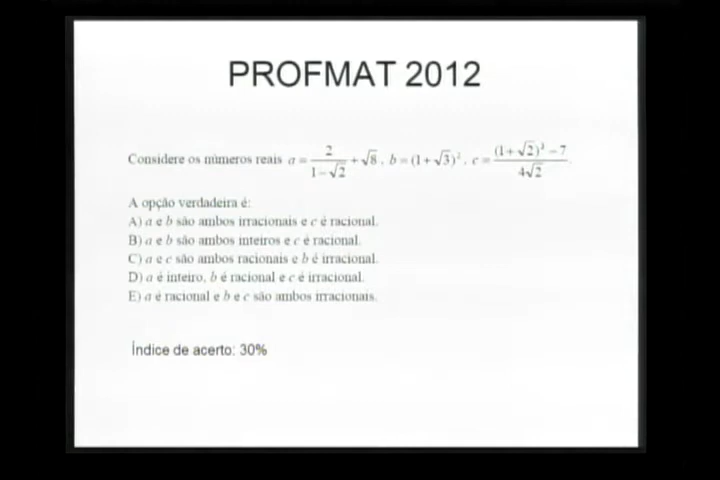 PROFMAT 2012
Considere os números reais a = 2/(1−√2) + √8 , b = (1+√3)² , c = ((1+√2)³ − 7)/(4√2) .
A opção verdadeira é:
A) a e b são ambos irracionais e c é racional.
B) a e b são ambos inteiros e c é racional.
C) a e c são ambos racionais e b é irracional.
D) a é inteiro, b é racional e c é irracional.
E) a é racional e b e c são ambos irracionais.
Índice de acerto: 30%